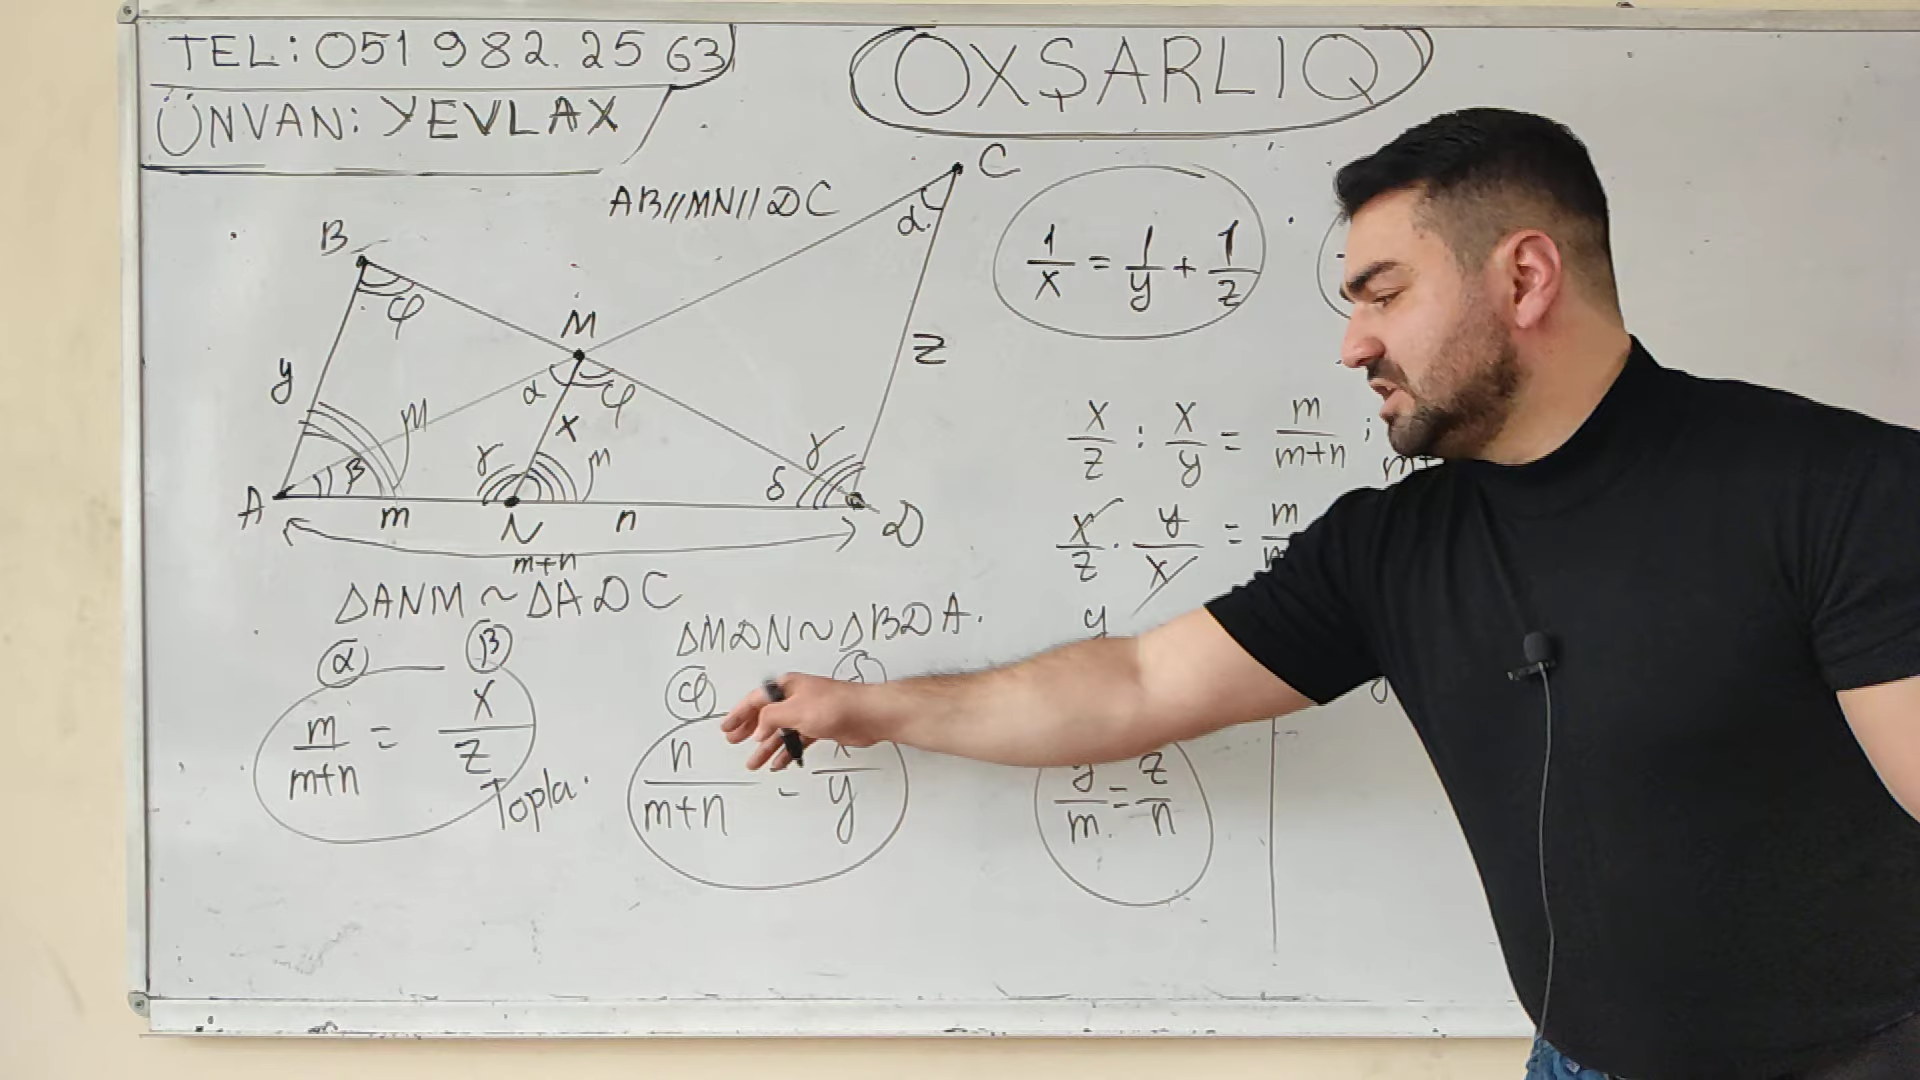 TEL: 051 982. 25 63
ÜNVAN: YEVLAX
OXŞARLIQ
AB//MN//DC
C
α
B
φ
M
α φ
y
x
z
M
β
γ
M
δ γ
A
m
N
n
D
m+n
1/x = 1/y + 1/z
x/z : x/y = m/m+n ;
x/z · y/x = m/
y
y/m. = z/n
ΔANM ~ ΔADC
α β
m/m+n = x/z
Topla.
ΔMDN ~ ΔBDA.
φ
n/m+n = x/y